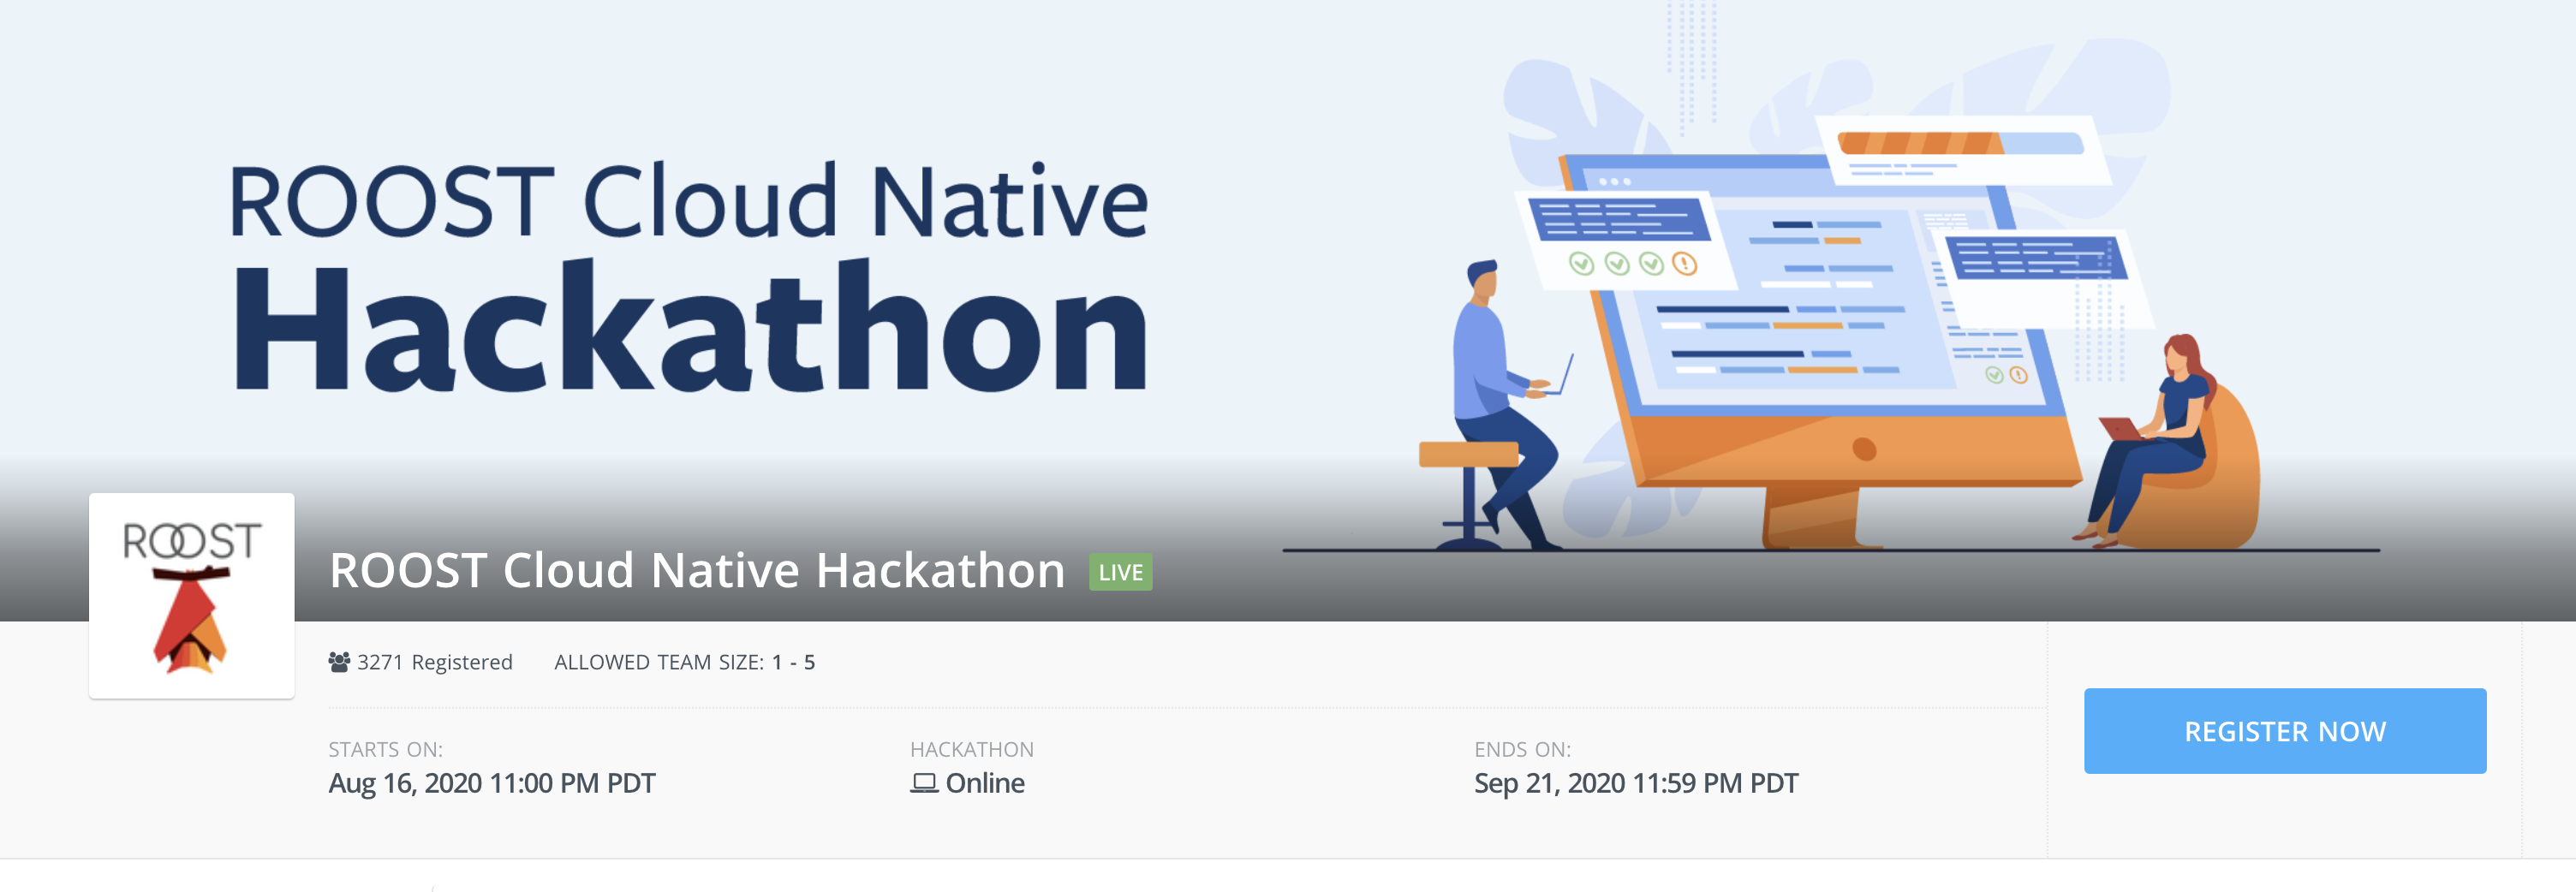 ROOST Cloud Native
Hackathon
ROOST
ROOST Cloud Native Hackathon LIVE
3271 Registered ALLOWED TEAM SIZE: 1 - 5
REGISTER NOW
STARTS ON:
Aug 16, 2020 11:00 PM PDT
HACKATHON
Online
ENDS ON:
Sep 21, 2020 11:59 PM PDT